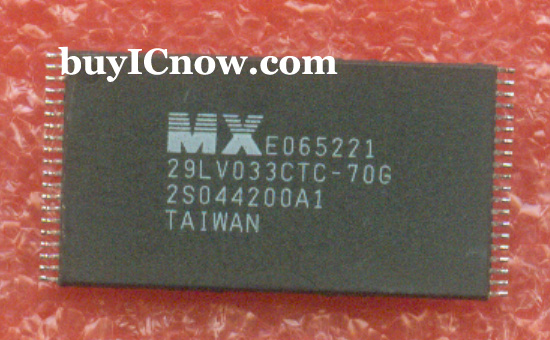 buyICnow.com
MX E065221
29LV033CTC-70G
2S044200A1
TAIWAN